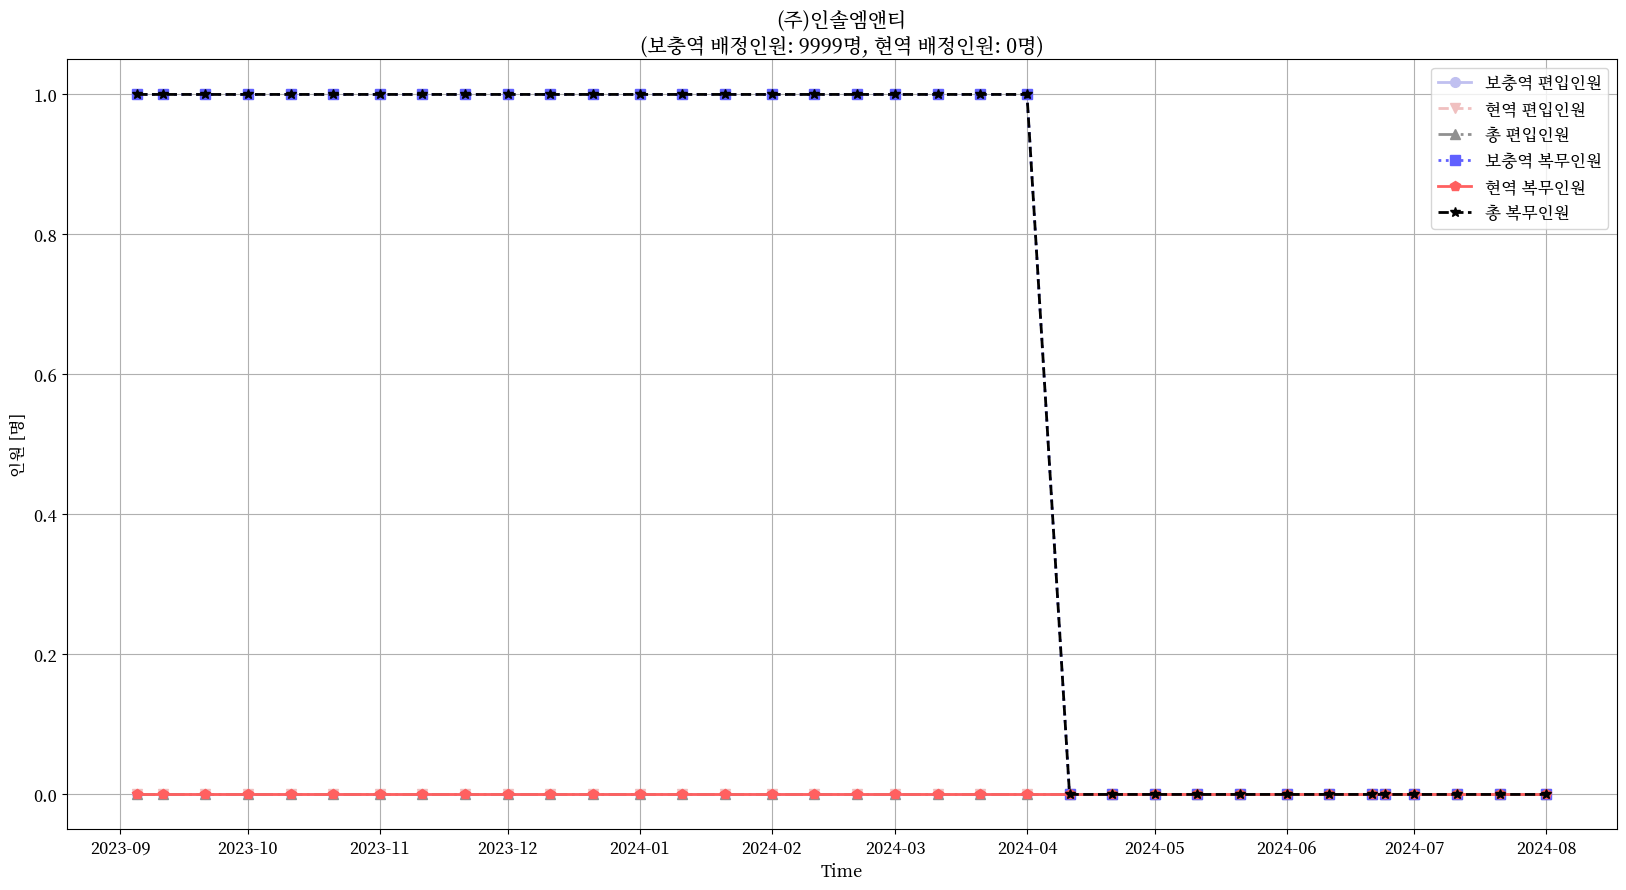 (주)인솔엠앤티
(보충역 배정인원: 9999명, 현역 배정인원: 0명)
보충역 편입인원
현역 편입인원
총 편입인원
보충역 복무인원
현역 복무인원
총 복무인원
인원 [명]
1.0
0.8
0.6
0.4
0.2
0.0
2023-09 2023-10 2023-11 2023-12 2024-01 2024-02 2024-03 2024-04 2024-05 2024-06 2024-07 2024-08
Time